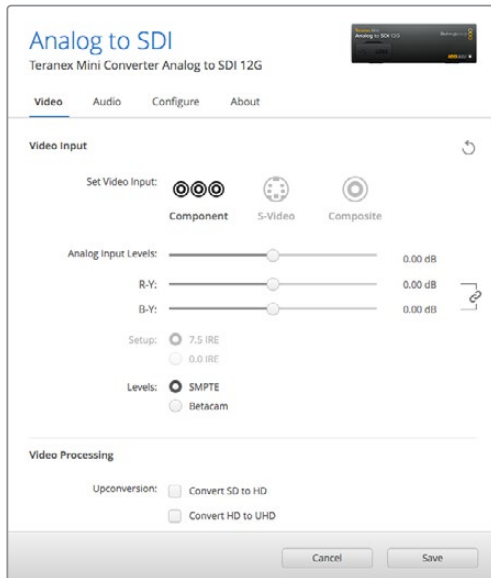 Analog to SDI
Teranex Mini Converter Analog to SDI 12G
Video Audio Configure About
Video Input
Set Video Input:
Component S-Video Composite
Analog Input Levels: 0.00 dB
R-Y: 0.00 dB
B-Y: 0.00 dB
Setup: 7.5 IRE
0.0 IRE
Levels: SMPTE
Betacam
Video Processing
Upconversion: Convert SD to HD
Convert HD to UHD
Cancel Save